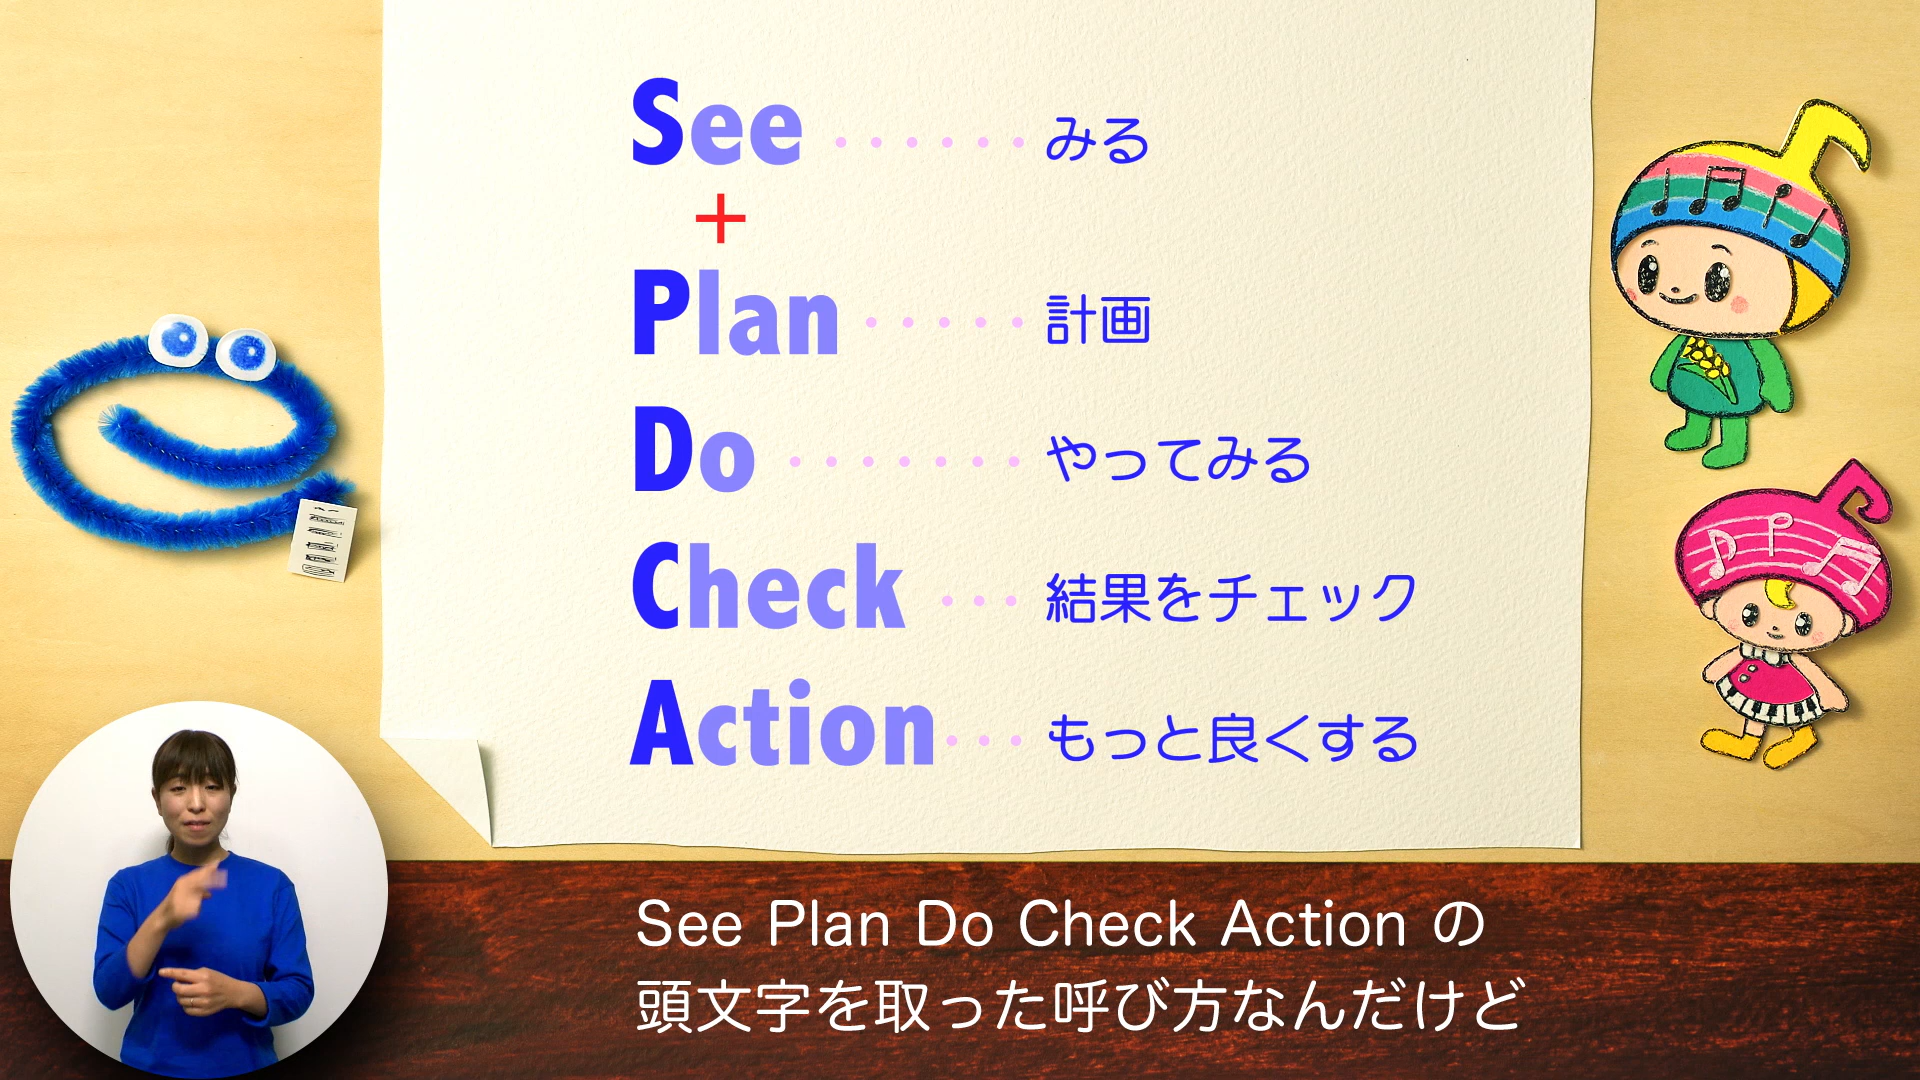 See ・・・・・・ みる
+
Plan ・・・・・ 計画
Do ・・・・・・・ やってみる
Check ・・・ 結果をチェック
Action ・・・ もっと良くする
See Plan Do Check Action の
頭文字を取った呼び方なんだけど